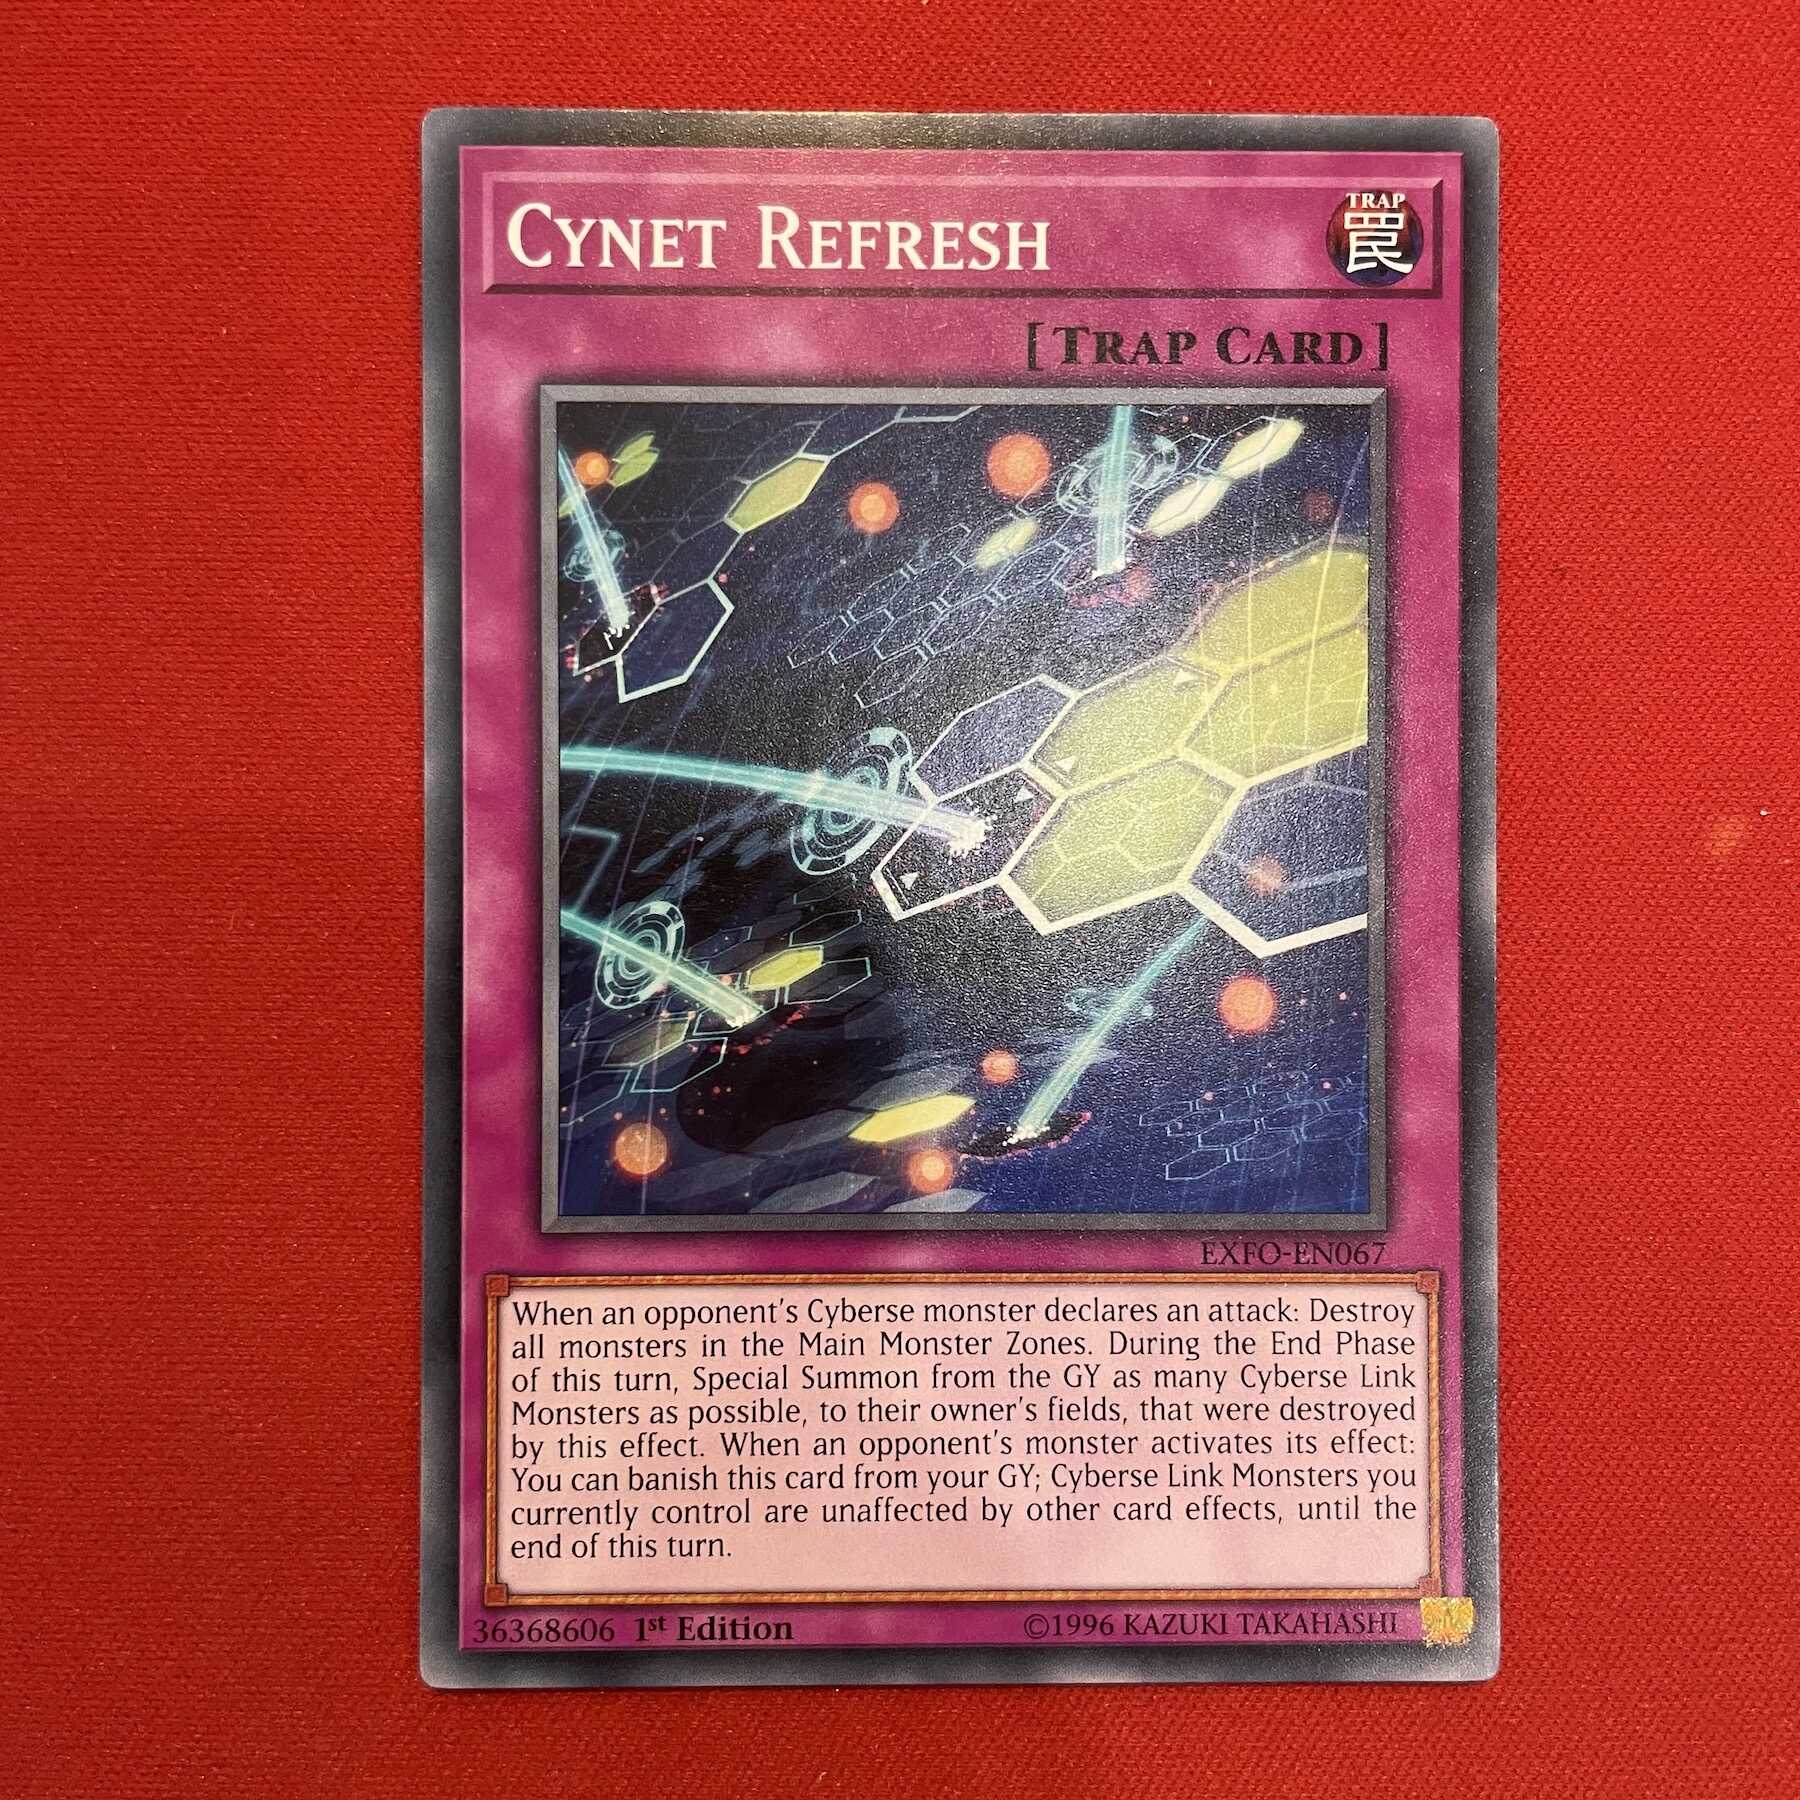 Cynet Refresh
TRAP
罠
[Trap Card]
EXFO-EN067
When an opponent's Cyberse monster declares an attack: Destroy
all monsters in the Main Monster Zones. During the End Phase
of this turn, Special Summon from the GY as many Cyberse Link
Monsters as possible, to their owner's fields, that were destroyed
by this effect. When an opponent's monster activates its effect:
You can banish this card from your GY; Cyberse Link Monsters you
currently control are unaffected by other card effects, until the
end of this turn.
36368606 1st Edition
©1996 KAZUKI TAKAHASHI